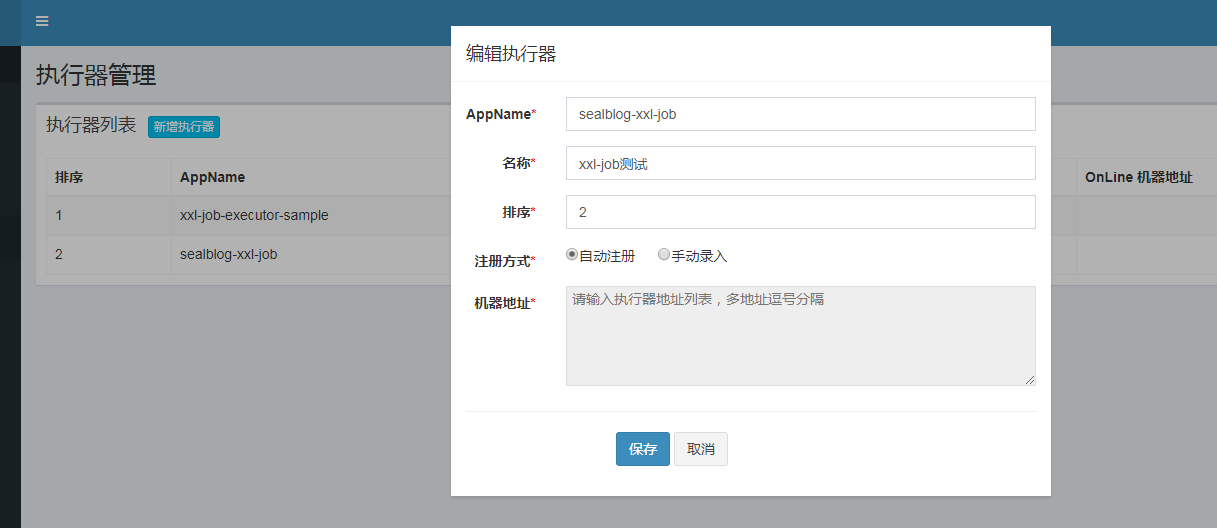 执行器管理
执行器列表 新增执行器
排序 AppName OnLine 机器地址
1 xxl-job-executor-sample
2 sealblog-xxl-job
编辑执行器
AppName* sealblog-xxl-job
名称* xxl-job测试
排序* 2
注册方式* 自动注册 手动录入
机器地址* 请输入执行器地址列表，多地址逗号分隔
保存 取消